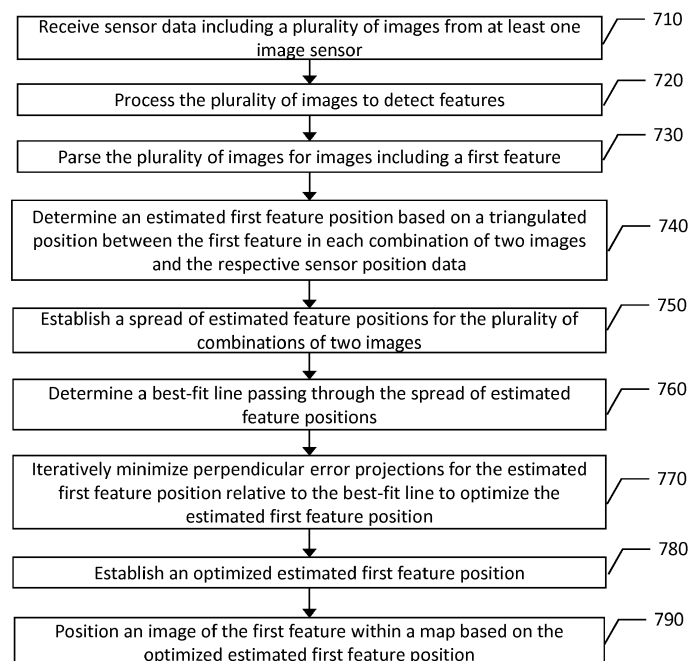 Receive sensor data including a plurality of images from at least one
image sensor
710
Process the plurality of images to detect features
720
Parse the plurality of images for images including a first feature
730
Determine an estimated first feature position based on a triangulated
position between the first feature in each combination of two images
and the respective sensor position data
740
Establish a spread of estimated feature positions for the plurality of
combinations of two images
750
Determine a best-fit line passing through the spread of estimated
feature positions
760
Iteratively minimize perpendicular error projections for the estimated
first feature position relative to the best-fit line to optimize the
estimated first feature position
770
Establish an optimized estimated first feature position
780
Position an image of the first feature within a map based on the
optimized estimated first feature position
790